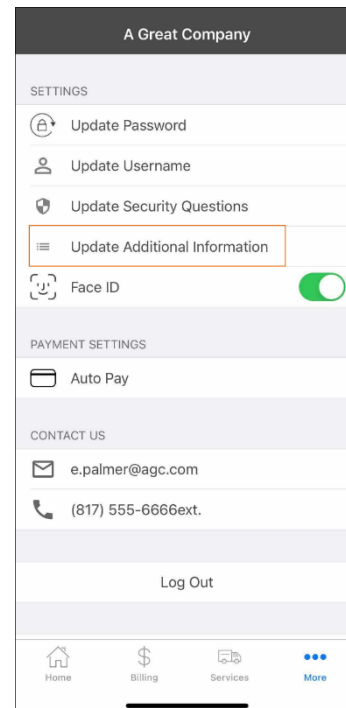 A Great Company
SETTINGS
Update Password
Update Username
Update Security Questions
Update Additional Information
Face ID
PAYMENT SETTINGS
Auto Pay
CONTACT US
e.palmer@agc.com
(817) 555-6666ext.
Log Out
Home Billing Services More